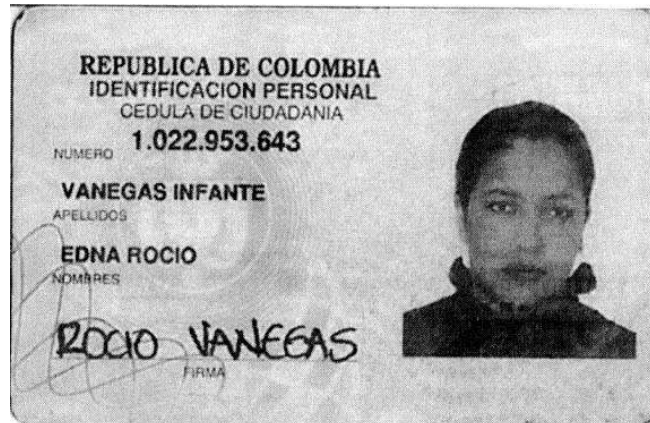 REPUBLICA DE COLOMBIA
IDENTIFICACION PERSONAL
CEDULA DE CIUDADANIA
NUMERO 1.022.953.643
VANEGAS INFANTE
APELLIDOS
EDNA ROCIO
NOMBRES
ROCIO VANEGAS
FIRMA